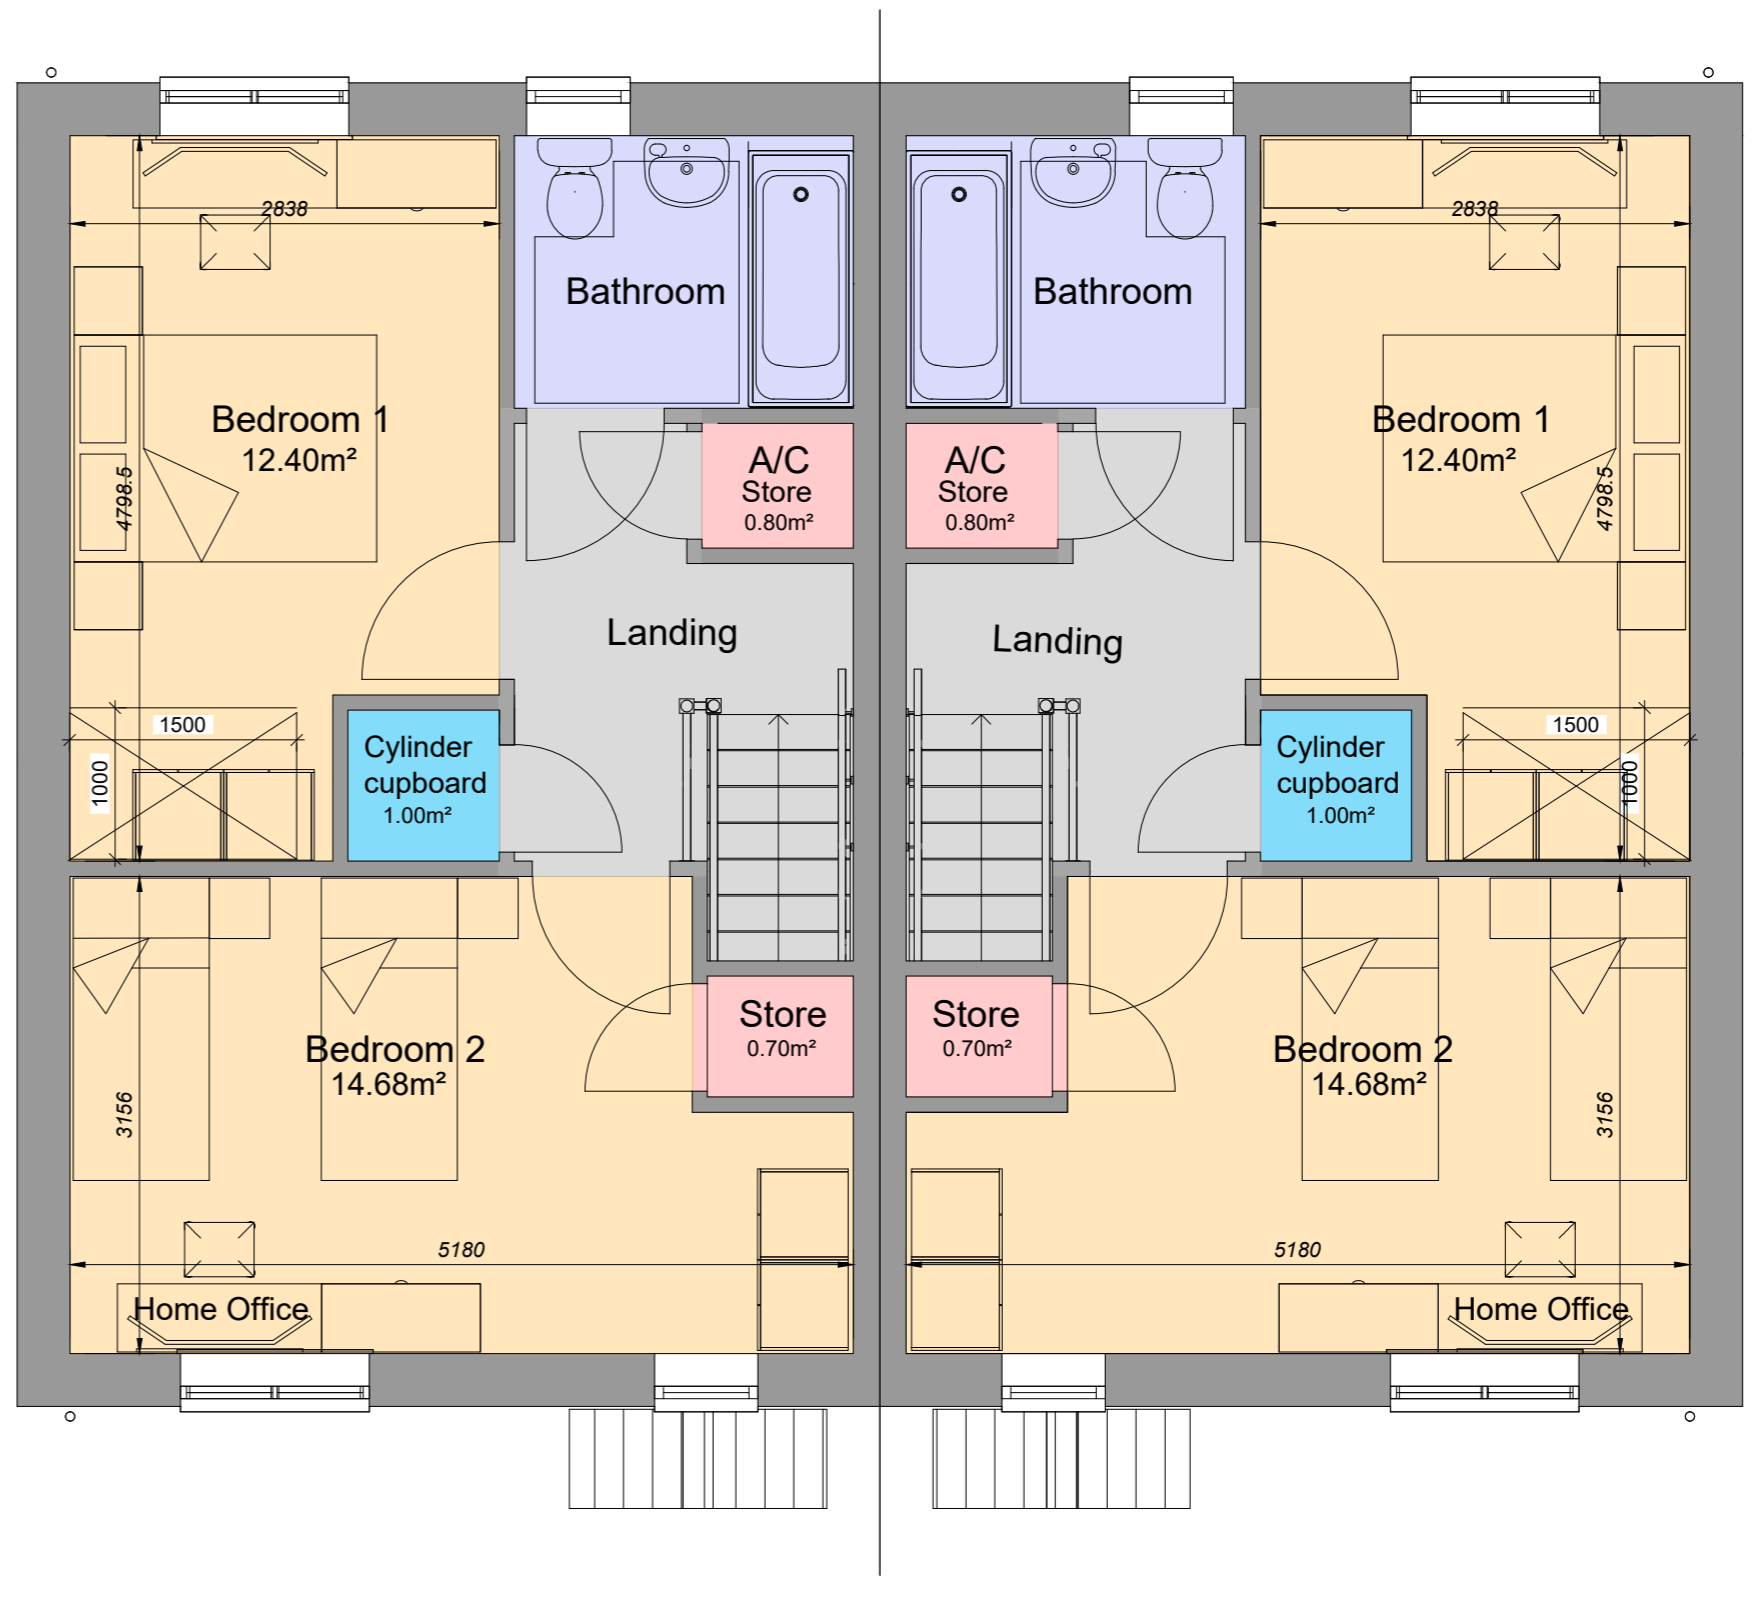 2838
2838
Bathroom
Bathroom
Bedroom 1
12.40m²
4798.5
A/C
Store
0.80m²
A/C
Store
0.80m²
Bedroom 1
12.40m²
4798.5
Landing
Landing
1500
1000
Cylinder
cupboard
1.00m²
Cylinder
cupboard
1.00m²
1500
1000
Bedroom 2
14.68m²
3156
Store
0.70m²
Store
0.70m²
Bedroom 2
14.68m²
3156
5180
5180
Home Office
Home Office